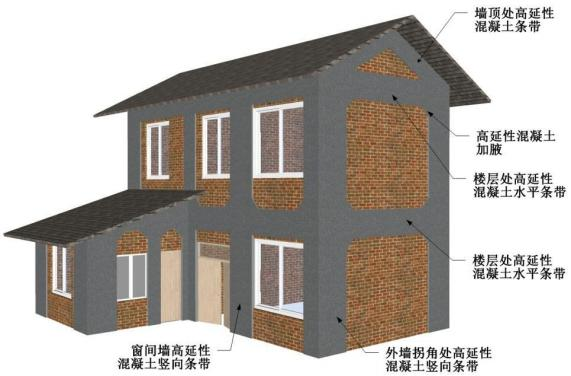 墙顶处高延性
混凝土条带
高延性混凝土
加腋
楼层处高延性
混凝土水平条带
楼层处高延性
混凝土水平条带
窗间墙高延性
混凝土竖向条带
外墙拐角处高延性
混凝土竖向条带